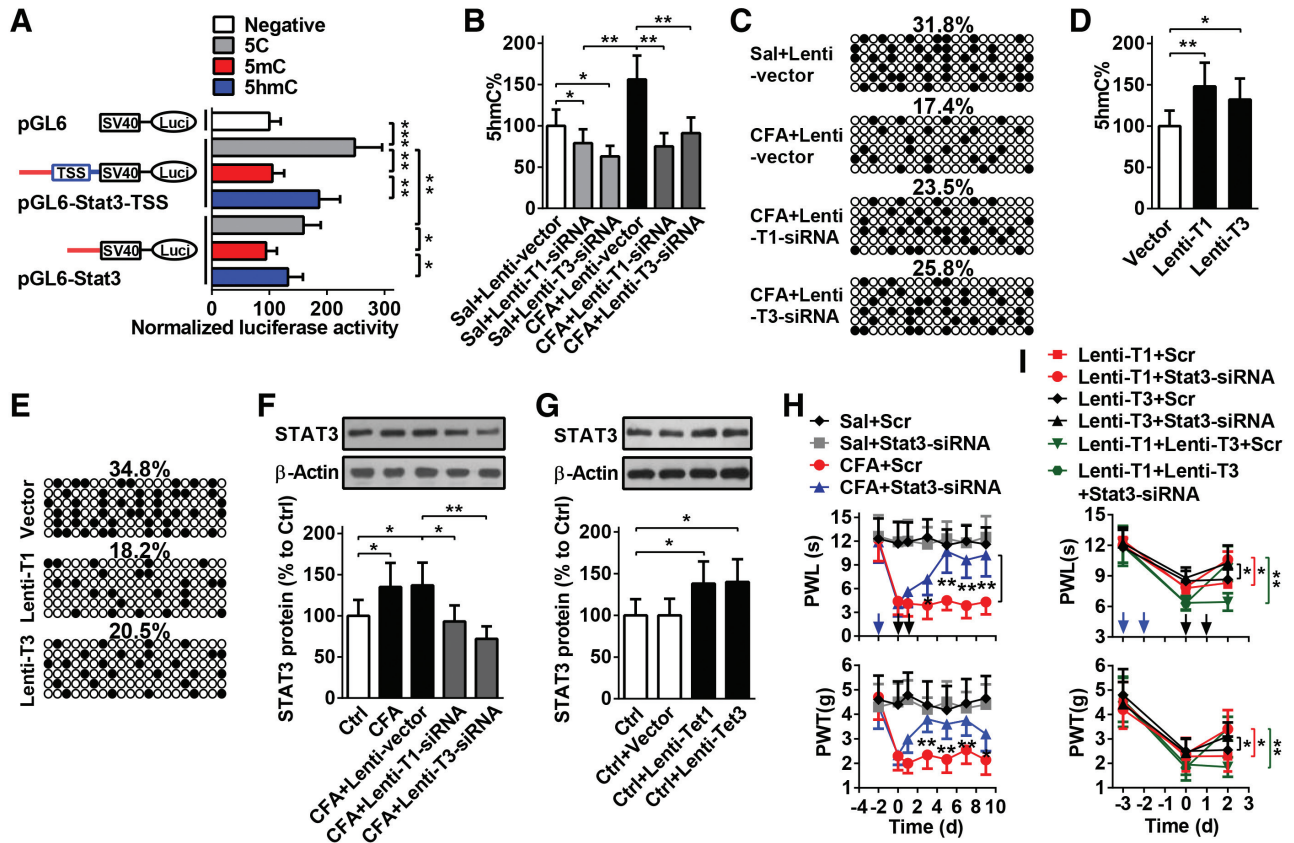 A
Negative
5C
5mC
5hmC
pGL6
SV40
Luci
TSS
SV40
Luci
pGL6-Stat3-TSS
SV40
Luci
pGL6-Stat3
***
***
**
**
*
*
0
100
200
300
Normalized luciferase activity
B
5hmC%
200
150
100
50
0
*
*
**
**
**
Sal+Lenti-vector
Sal+Lenti-T1-siRNA
Sal+Lenti-T3-siRNA
CFA+Lenti-vector
CFA+Lenti-T1-siRNA
CFA+Lenti-T3-siRNA
C
31.8%
Sal+Lenti
-vector
17.4%
CFA+Lenti
-vector
23.5%
CFA+Lenti
-T1-siRNA
25.8%
CFA+Lenti
-T3-siRNA
D
5hmC%
200
150
100
50
0
*
**
Vector
Lenti-T1
Lenti-T3
E
34.8%
Vector
18.2%
Lenti-T1
20.5%
Lenti-T3
F
STAT3
β-Actin
STAT3 protein (% to Ctrl)
200
150
100
50
0
**
*
*
*
Ctrl
CFA
CFA+Lenti-vector
CFA+Lenti-T1-siRNA
CFA+Lenti-T3-siRNA
G
STAT3
β-Actin
STAT3 protein (% to Ctrl)
200
150
100
50
0
*
*
Ctrl
Ctrl+Vector
Ctrl+Lenti-Tet1
Ctrl+Lenti-Tet3
H
Sal+Scr
Sal+Stat3-siRNA
CFA+Scr
CFA+Stat3-siRNA
PWL(s)
15
12
9
6
3
0
*
**
**
**
PWT(g)
6
5
4
3
2
1
**
**
**
*
-4
-2
0
2
4
6
8
10
Time (d)
I
Lenti-T1+Scr
Lenti-T1+Stat3-siRNA
Lenti-T3+Scr
Lenti-T3+Stat3-siRNA
Lenti-T1+Lenti-T3+Scr
Lenti-T1+Lenti-T3
+Stat3-siRNA
PWL(s)
15
12
9
6
3
*
*
**
PWT(g)
6
5
4
3
2
1
*
*
**
-3
-2
-1
0
1
2
3
Time (d)